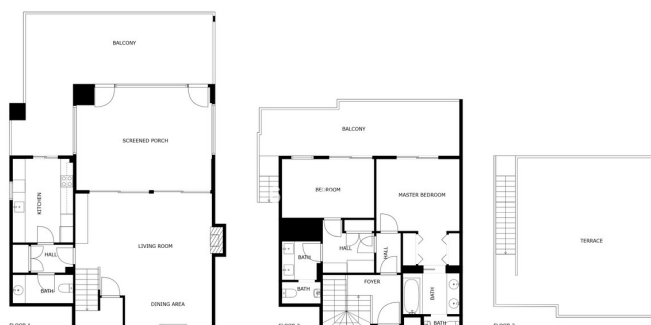 BALCONY
SCREENED PORCH
KITCHEN
HALL
LIVING ROOM
BATH
DINING AREA
BALCONY
BEDROOM
MASTER BEDROOM
HALL
HALL
BATH
FOYER
BATH
BATH
BATH
TERRACE